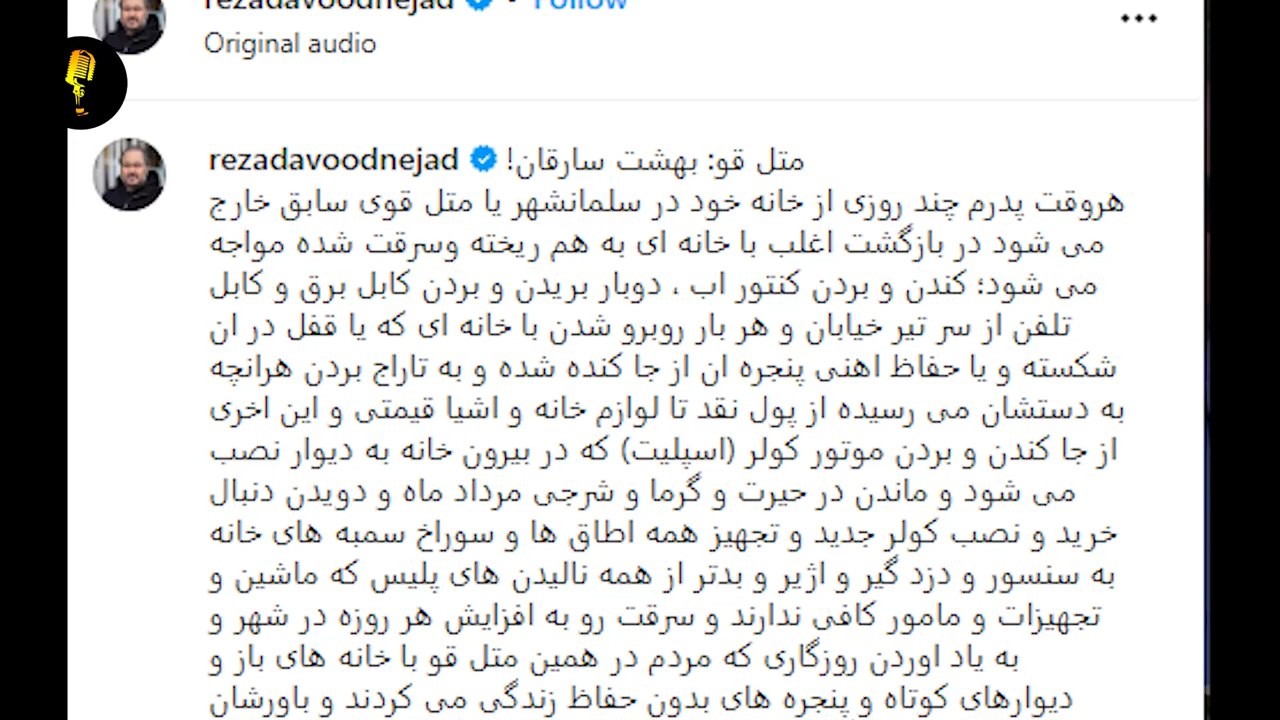 rezadavoodnejad • Follow
Original audio
rezadavoodnejad متل قو: بهشت سارقان!
هروقت پدرم چند روزی از خانه خود در سلمانشهر یا متل قوی سابق خارج
می شود در بازگشت اغلب با خانه ای به هم ریخته وسرقت شده مواجه
می شود؛ کندن و بردن کنتور اب ، دوبار بریدن و بردن کابل برق و کابل
تلفن از سر تیر خیابان و هر بار روبرو شدن با خانه ای که یا قفل در ان
شکسته و یا حفاظ اهنی پنجره ان از جا کنده شده و به تاراج بردن هرانچه
به دستشان می رسیده از پول نقد تا لوازم خانه و اشیا قیمتی و این اخری
از جا کندن و بردن موتور کولر (اسپلیت) که در بیرون خانه به دیوار نصب
می شود و ماندن در حیرت و گرما و شرجی مرداد ماه و دویدن دنبال
خرید و نصب کولر جدید و تجهیز همه اطاق ها و سوراخ سمبه های خانه
به سنسور و دزد گیر و اژیر و بدتر از همه نالیدن های پلیس که ماشین و
تجهیزات و مامور کافی ندارند و سرقت رو به افزایش هر روزه در شهر و
به یاد اوردن روزگاری که مردم در همین متل قو با خانه های باز و
دیوارهای کوتاه و پنجره های بدون حفاظ زندگی می کردند و باورشان